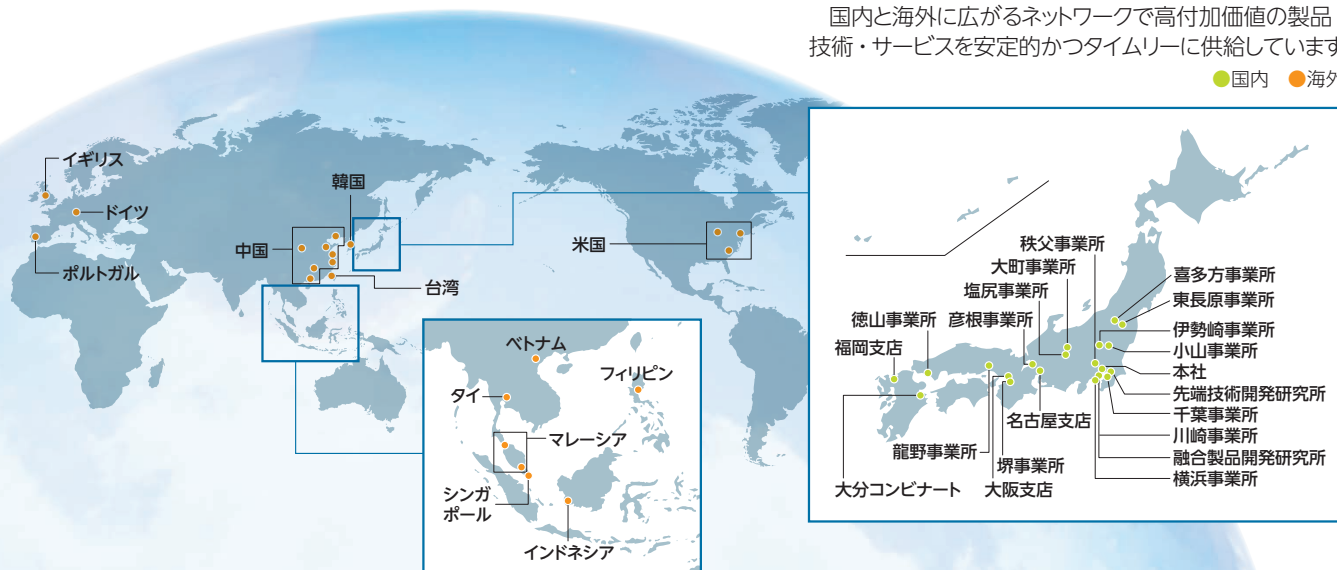 国内と海外に広がるネットワークで高付加価値の製品
技術・サービスを安定的かつタイムリーに供給しています
国内 海外
イギリス
ドイツ
ポルトガル
韓国
中国
台湾
米国
ベトナム
フィリピン
タイ
マレーシア
シンガ
ポール
インドネシア
秩父事業所
大町事業所
塩尻事業所
徳山事業所
彦根事業所
福岡支店
喜多方事業所
東長原事業所
伊勢崎事業所
小山事業所
本社
先端技術開発研究所
千葉事業所
川崎事業所
融合製品開発研究所
横浜事業所
名古屋支店
龍野事業所
堺事業所
大分コンビナート
大阪支店